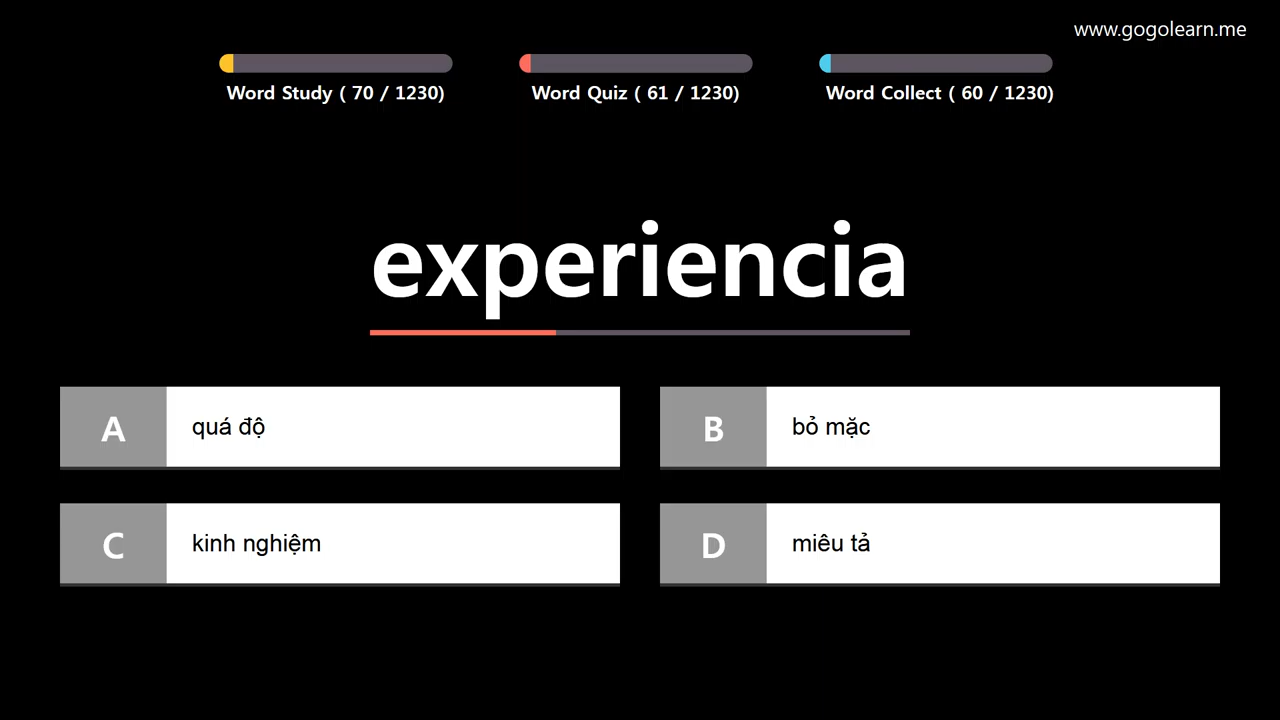 www.gogolearn.me
Word Study ( 70 / 1230)
Word Quiz ( 61 / 1230)
Word Collect ( 60 / 1230)
experiencia
A
quá độ
B
bỏ mặc
C
kinh nghiệm
D
miêu tả